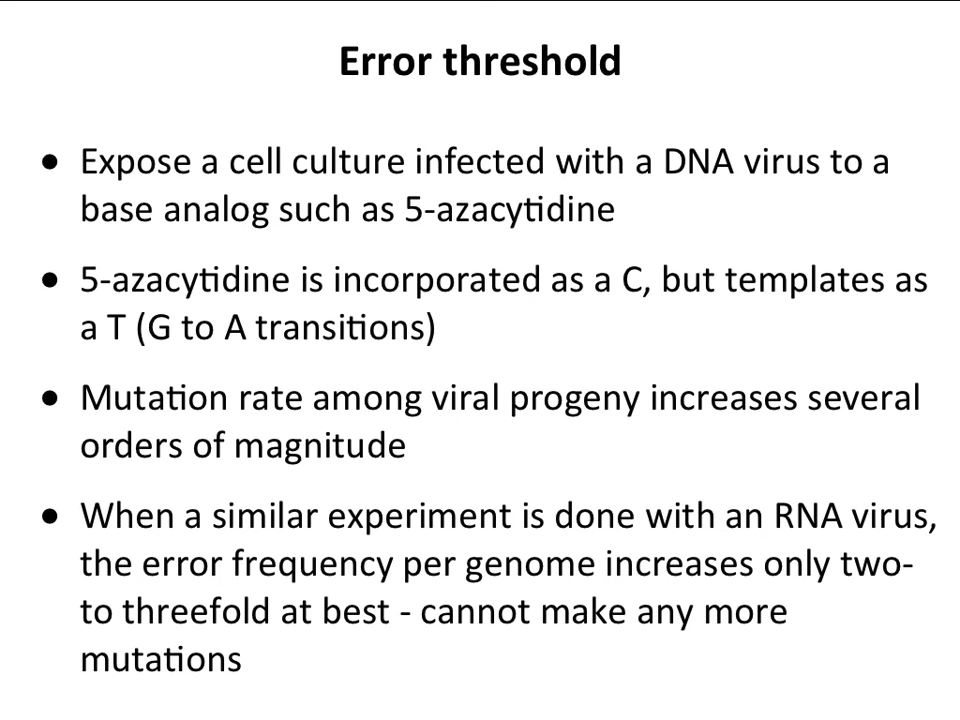 Error threshold
● Expose a cell culture infected with a DNA virus to a
base analog such as 5-azacytidine
● 5-azacytidine is incorporated as a C, but templates as
a T (G to A transitions)
● Mutation rate among viral progeny increases several
orders of magnitude
● When a similar experiment is done with an RNA virus,
the error frequency per genome increases only two-
to threefold at best - cannot make any more
mutations